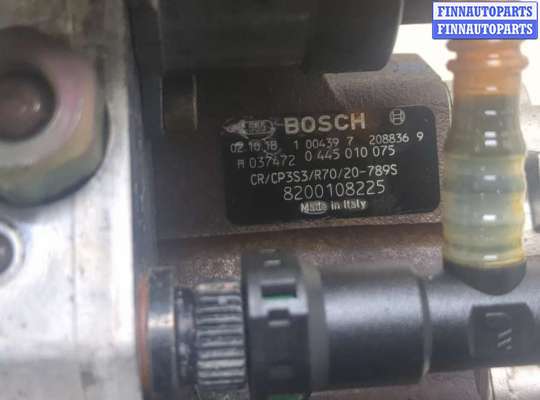 FINNAUTOPARTS
FINNAUTOPARTS
BOSCH
02.10.18 1 00439 7 208836 9
A 037472 0 445 010 075
CR/CP3S3/R70/20-789S
8200108225
Made in Italy